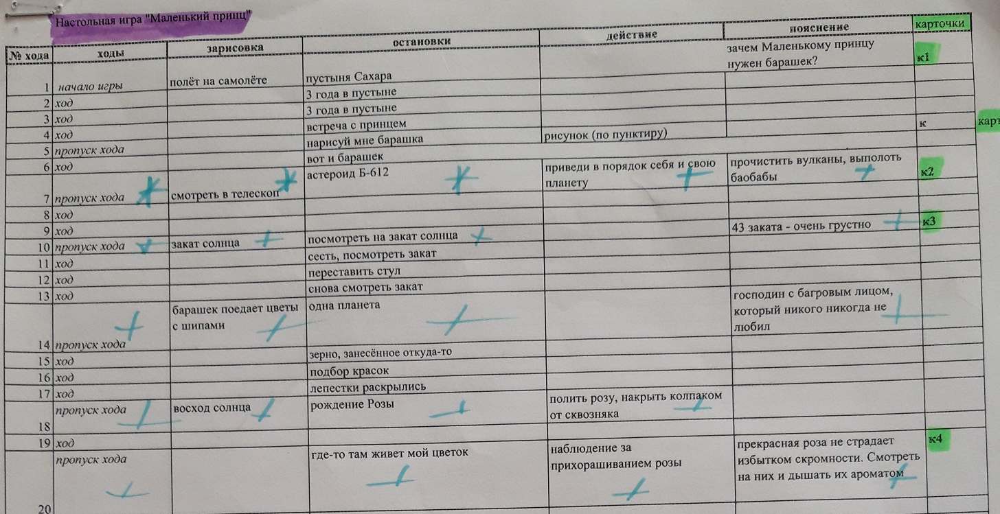 Настольная игра "Маленький принц"
№ хода ходы зарисовка остановки действие пояснение карточки
1 начало игры полёт на самолёте пустыня Сахара зачем Маленькому принцу нужен барашек? к1
2 ход 3 года в пустыне
3 ход 3 года в пустыне
4 ход встреча с принцем
5 пропуск хода нарисуй мне барашка рисунок (по пунктиру) к
6 ход вот и барашек
7 пропуск хода смотреть в телескоп астероид Б-612 приведи в порядок себя и свою планету прочистить вулканы, выполоть баобабы к2
8 ход
9 ход
10 пропуск хода закат солнца посмотреть на закат солнца 43 заката - очень грустно к3
11 ход сесть, посмотреть закат
12 ход переставить стул
13 ход снова смотреть закат
14 пропуск хода барашек поедает цветы с шипами одна планета господин с багровым лицом, который никого никогда не любил
15 ход зерно, занесённое откуда-то
16 ход подбор красок
17 ход лепестки раскрылись
18 пропуск хода восход солнца рождение Розы полить розу, накрыть колпаком от сквозняка
19 ход
20 пропуск хода где-то там живет мой цветок наблюдение за прихорашиванием розы прекрасная роза не страдает избытком скромности. Смотреть на них и дышать их ароматом к4